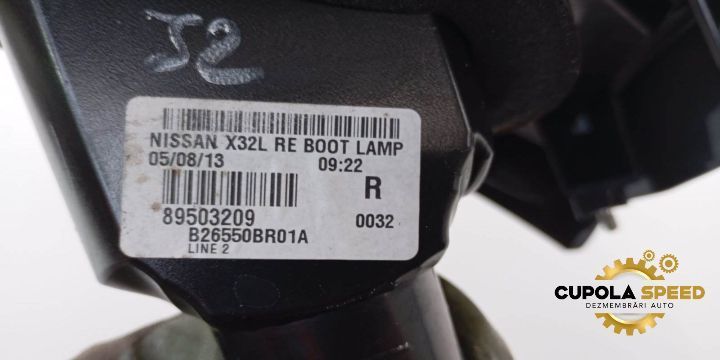 J2
NISSAN X32L RE BOOT LAMP
05/08/13 09:22
R
89503209 0032
B26550BR01A
LINE 2
CUPOLA SPEED
DEZMEMBRĂRI AUTO